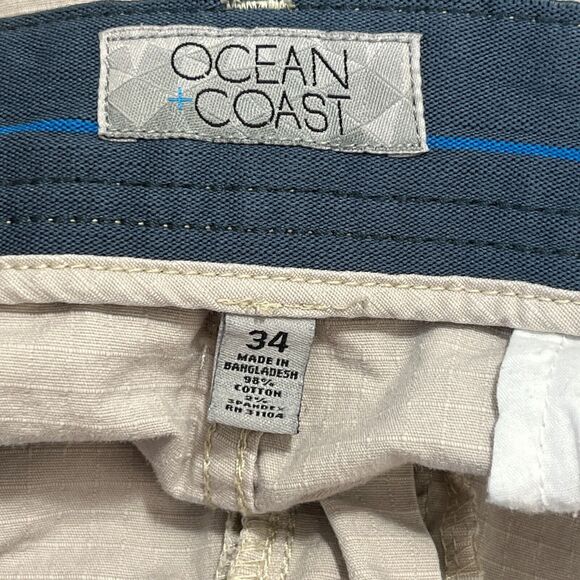 OCEAN
+COAST
34
MADE IN
BANGLADESH
98%
COTTON
2%
SPANDEX
RN 31104